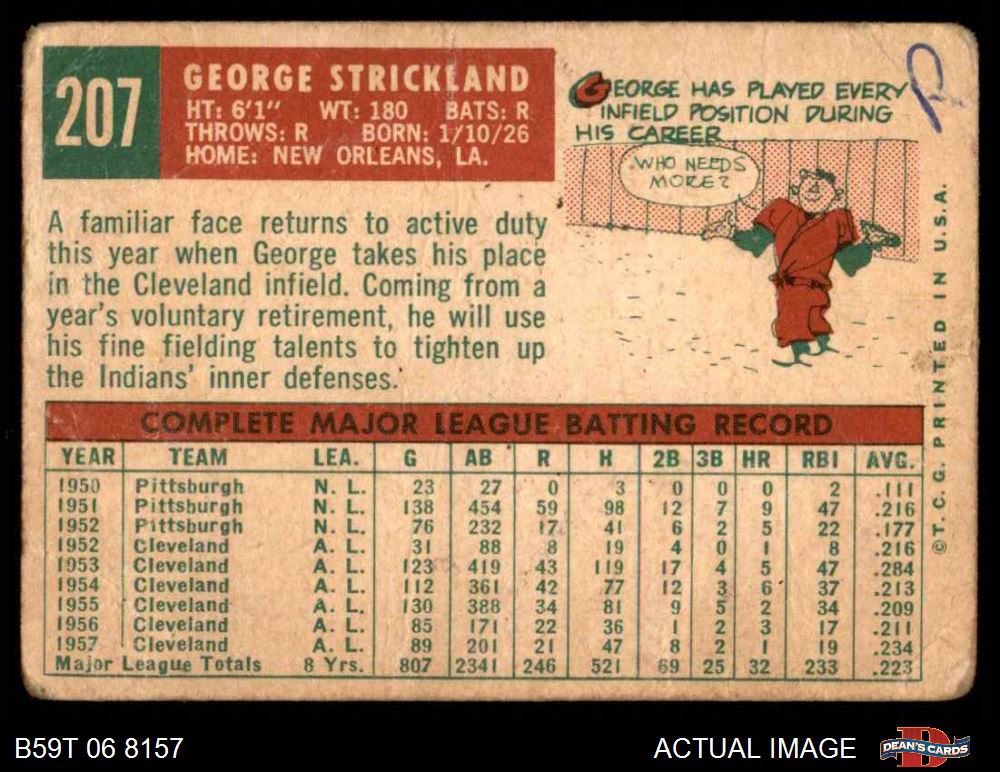 207
GEORGE STRICKLAND
HT: 6'1" WT: 180 BATS: R
THROWS: R BORN: 1/10/26
HOME: NEW ORLEANS, LA.
GEORGE HAS PLAYED EVERY
INFIELD POSITION DURING
HIS CAREER
WHO NEEDS
MORE?
A familiar face returns to active duty
this year when George takes his place
in the Cleveland infield. Coming from a
year's voluntary retirement, he will use
his fine fielding talents to tighten up
the Indians' inner defenses.
COMPLETE MAJOR LEAGUE BATTING RECORD
YEAR TEAM LEA. G AB R H 2B 3B HR RBI AVG.
1950 Pittsburgh N. L. 23 27 0 3 0 0 0 2 .111
1951 Pittsburgh N. L. 138 454 59 98 12 7 9 47 .216
1952 Pittsburgh N. L. 76 232 17 41 6 2 5 22 .177
1952 Cleveland A. L. 31 88 8 19 4 0 1 8 .216
1953 Cleveland A. L. 123 419 43 119 17 4 5 47 .284
1954 Cleveland A. L. 112 361 42 77 12 3 6 37 .213
1955 Cleveland A. L. 130 388 34 81 9 5 2 34 .209
1956 Cleveland A. L. 85 171 22 36 1 2 3 17 .211
1957 Cleveland A. L. 89 201 21 47 8 2 1 19 .234
Major League Totals 8 Yrs. 807 2341 246 521 69 25 32 233 .223
©T. C. G. PRINTED IN U.S.A.
B59T 06 8157
ACTUAL IMAGE
DEAN'S CARDS